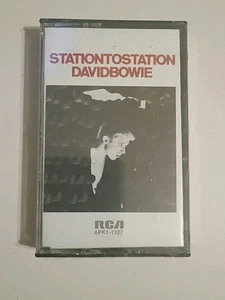 STATIONTOSTATION
DAVIDBOWIE
RCA
APK1-1327